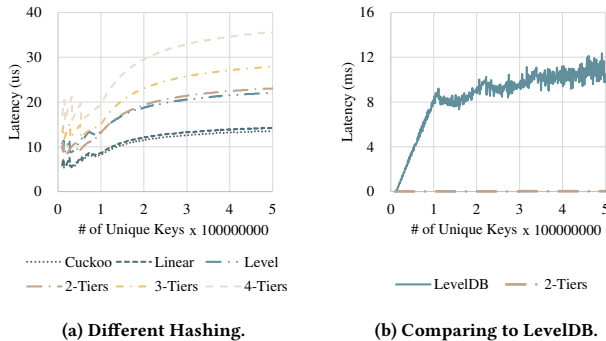 40
30
20
10
0
Latency (us)
0 1 2 3 4 5
# of Unique Keys x 100000000
Cuckoo Linear Level
2-Tiers 3-Tiers 4-Tiers
(a) Different Hashing.
16
12
8
4
0
Latency (ms)
0 1 2 3 4 5
# of Unique Keys x 100000000
LevelDB 2-Tiers
(b) Comparing to LevelDB.